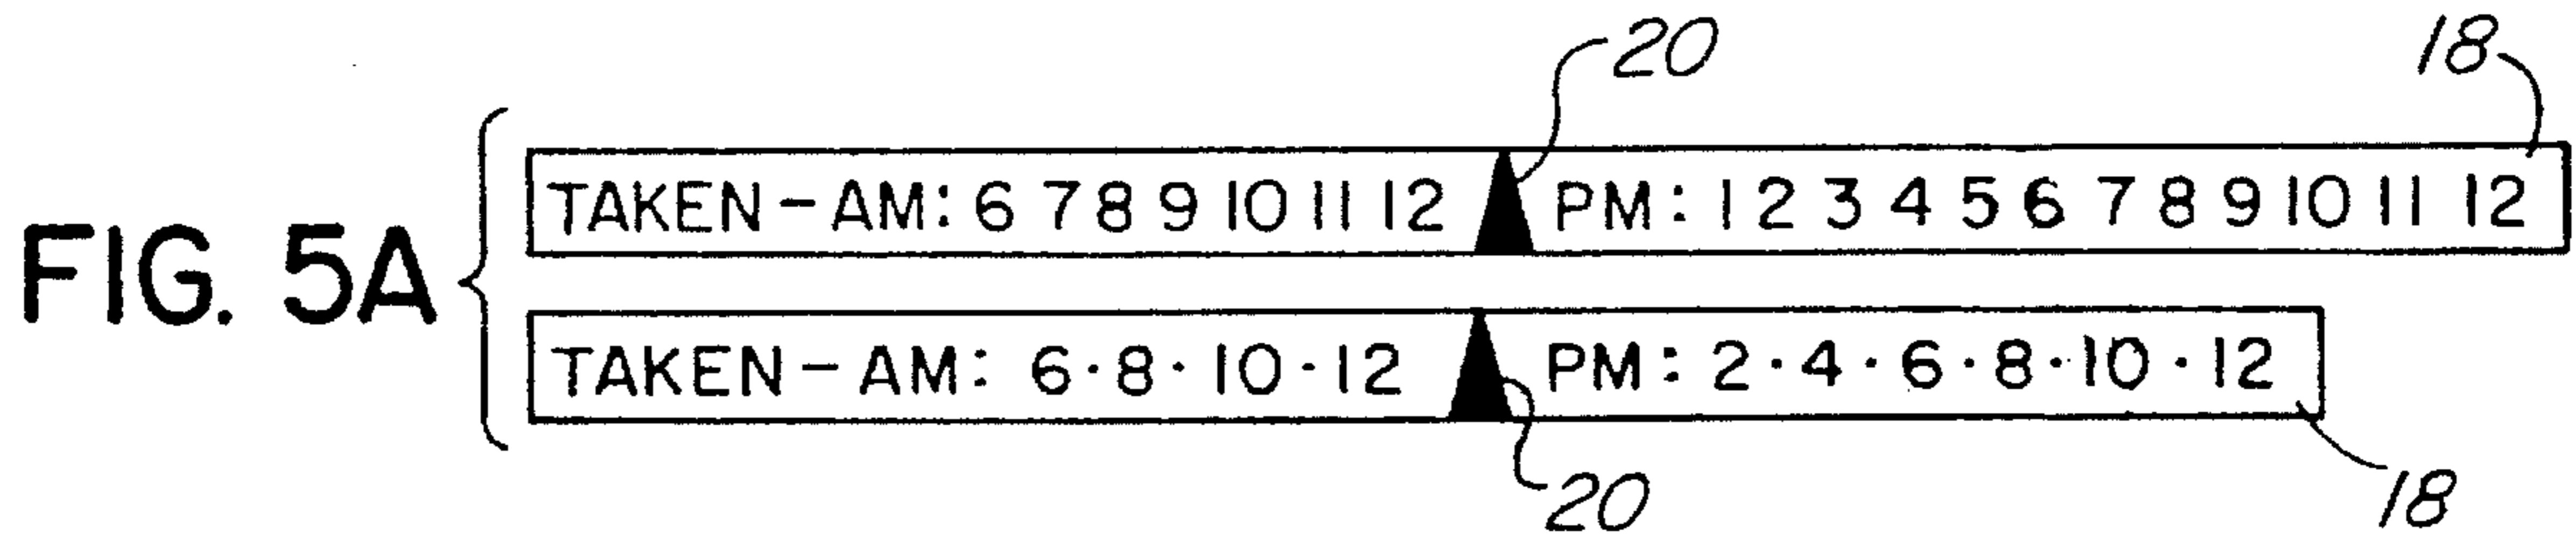 20 18
TAKEN-AM: 6 7 8 9 10 11 12 PM: 1 2 3 4 5 6 7 8 9 10 11 12
FIG. 5A
TAKEN-AM: 6·8·10·12 PM: 2·4·6·8·10·12
20 18